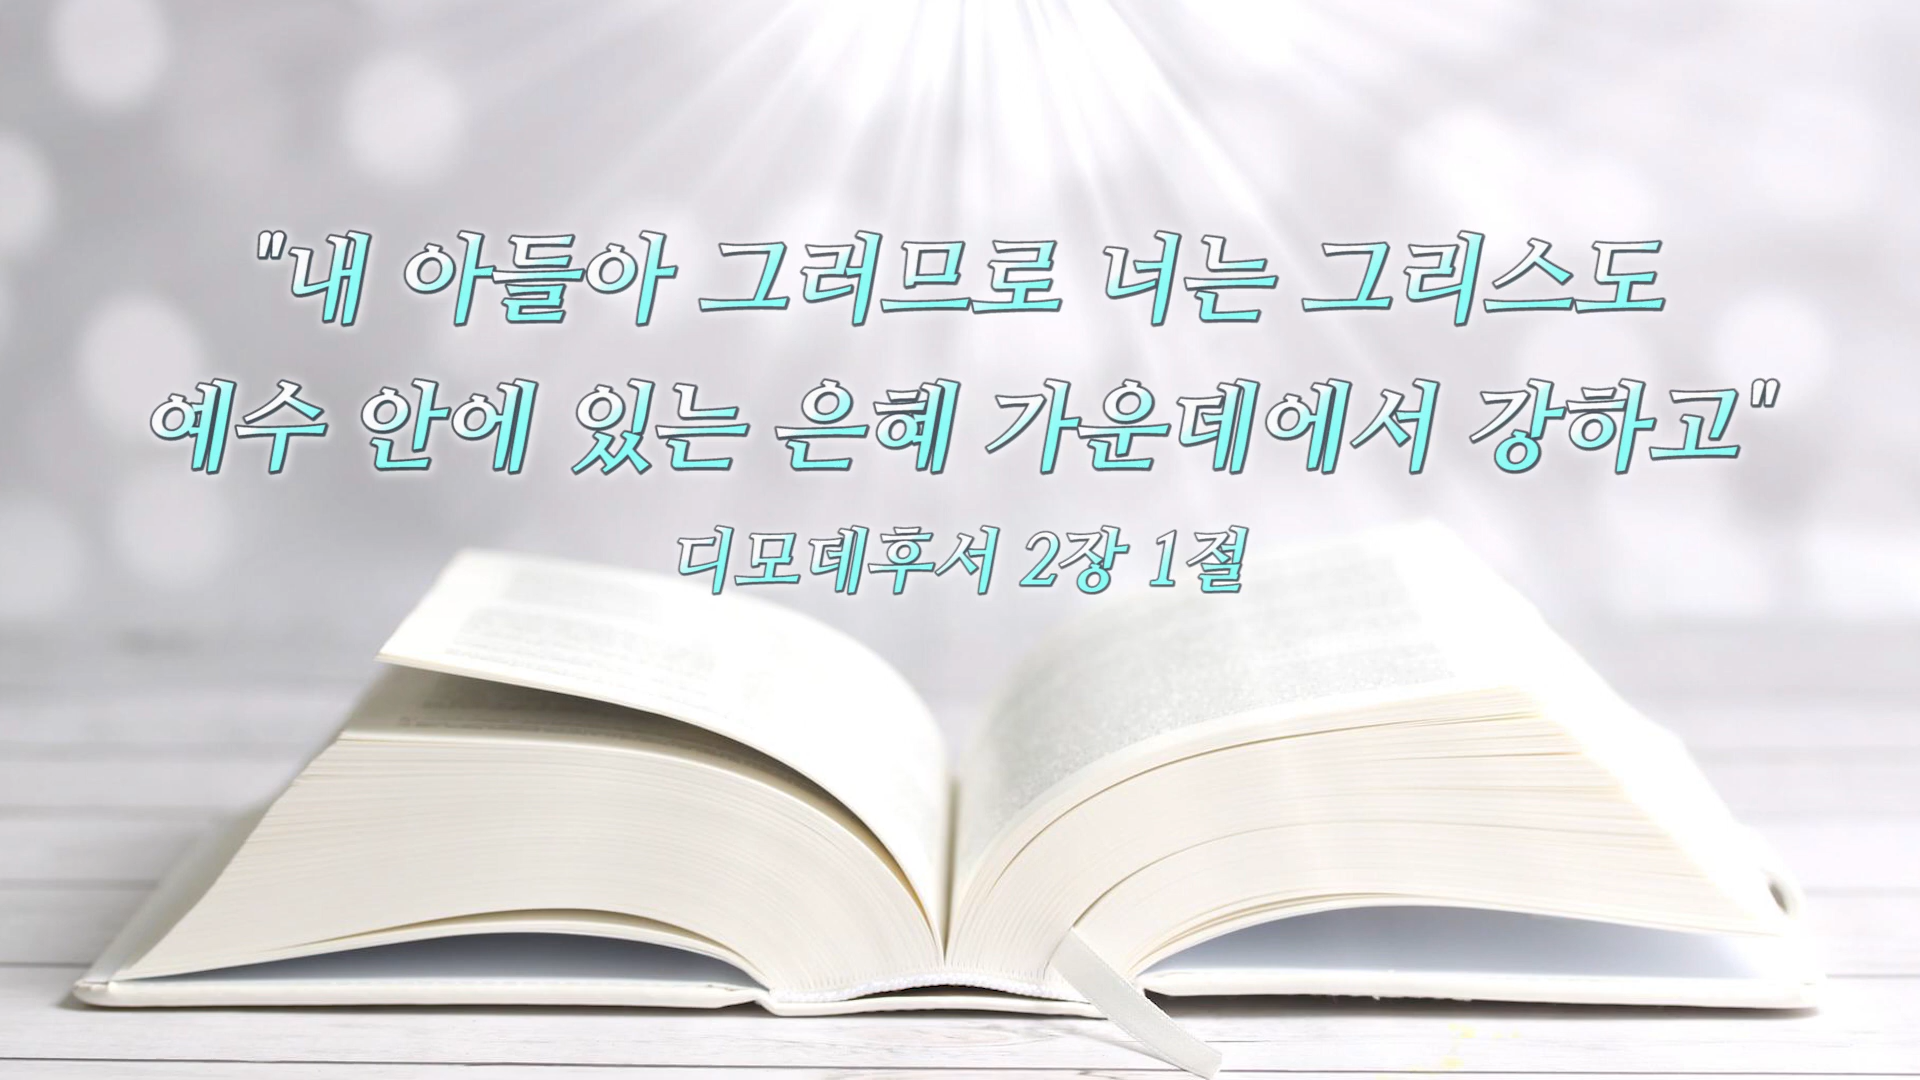 "내 아들아 그러므로 너는 그리스도
예수 안에 있는 은혜 가운데에서 강하고"
디모데후서 2장 1절